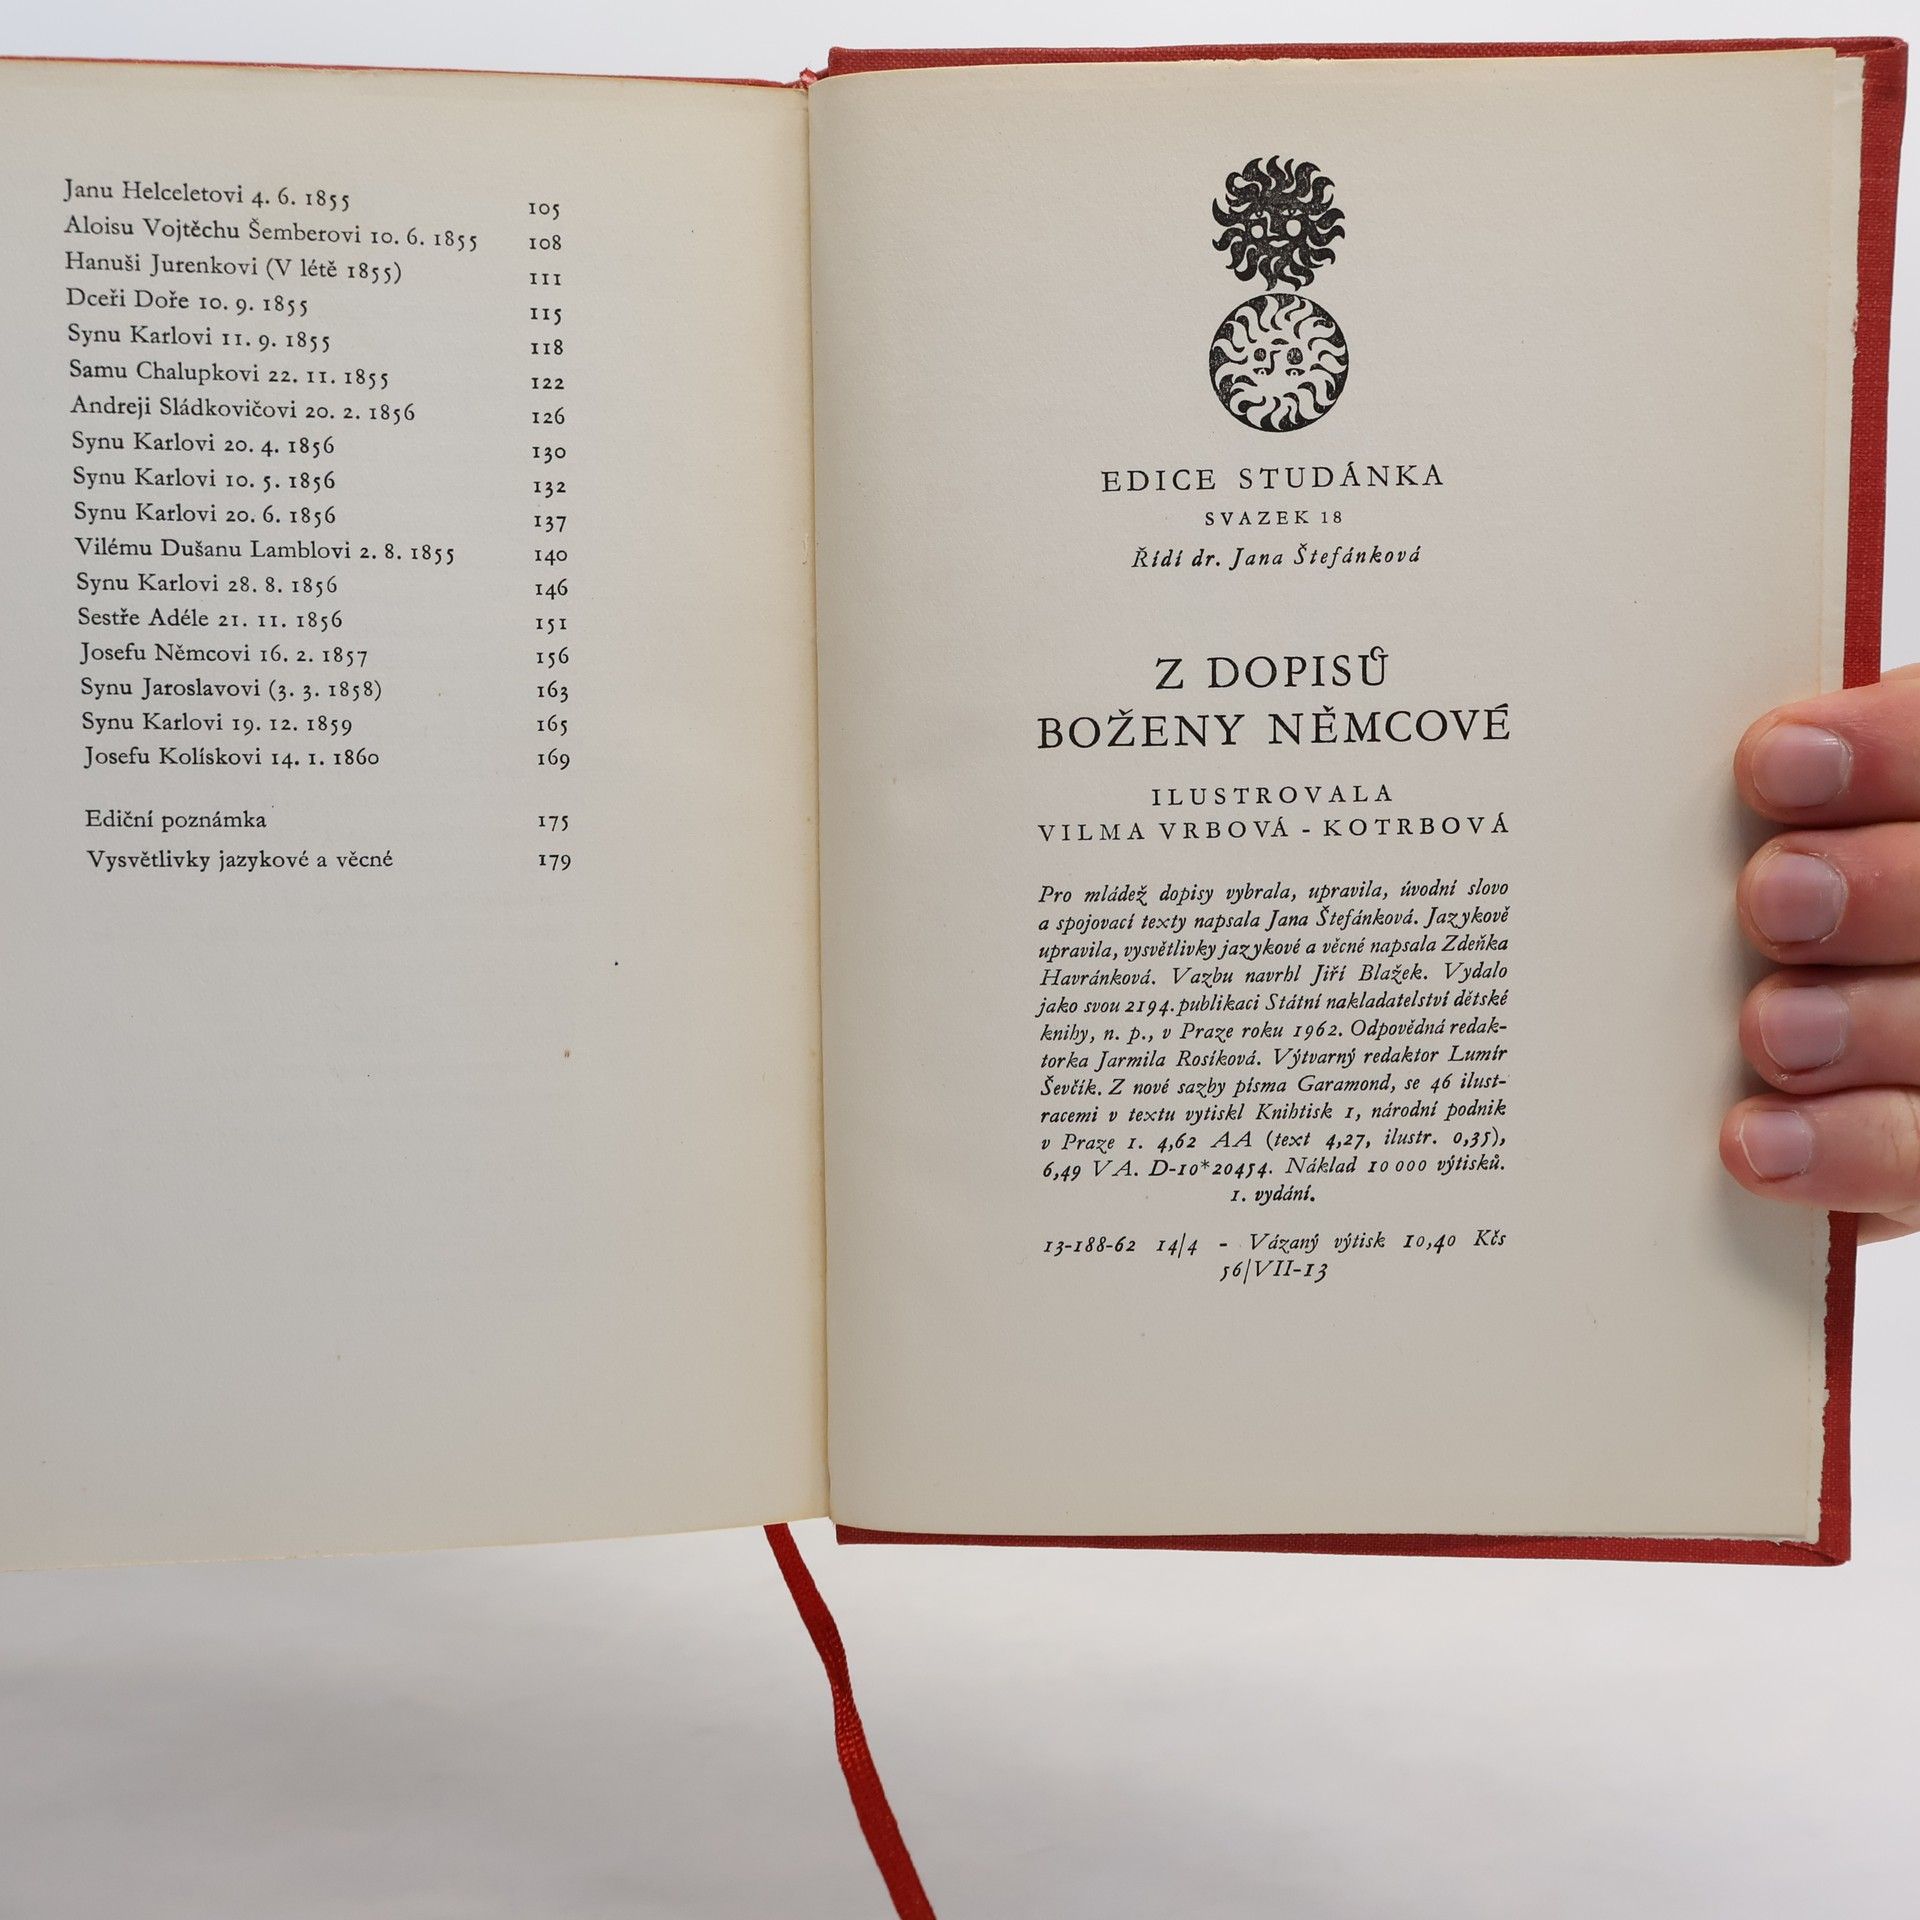 Janu Helceletovi 4. 6. 1855 105
Aloisu Vojtěchu Šemberovi 10. 6. 1855 108
Hanuši Jurenkovi (V létě 1855) 111
Dceři Doře 10. 9. 1855 115
Synu Karlovi 11. 9. 1855 118
Samu Chalupkovi 22. 11. 1855 122
Andreji Sládkovičovi 20. 2. 1856 126
Synu Karlovi 20. 4. 1856 130
Synu Karlovi 10. 5. 1856 132
Synu Karlovi 20. 6. 1856 137
Vilému Dušanu Lamblovi 2. 8. 1855 140
Synu Karlovi 28. 8. 1856 146
Sestře Adéle 21. 11. 1856 151
Josefu Němcovi 16. 2. 1857 156
Synu Jaroslavovi (3. 3. 1858) 163
Synu Karlovi 19. 12. 1859 165
Josefu Kolískovi 14. 1. 1860 169
Ediční poznámka 175
Vysvětlivky jazykové a věcné 179
EDICE STUDÁNKA
SVAZEK 18
Řídí dr. Jana Štefánková
Z DOPISŮ
BOŽENY NĚMCOVÉ
ILUSTROVALA
VILMA VRBOVÁ - KOTRBOVÁ
Pro mládež dopisy vybrala, upravila, úvodní slovo
a spojovací texty napsala Jana Štefánková. Jazykově
upravila, vysvětlivky jazykové a věcné napsala Zdeňka
Havránková. Vazbu navrhl Jiří Blažek. Vydalo
jako svou 2194. publikaci Státní nakladatelství dětské
knihy, n. p., v Praze roku 1962. Odpovědná redak-
torka Jarmila Rosíková. Výtvarný redaktor Lumír
Ševčík. Z nové sazby písma Garamond, se 46 ilust-
racemi v textu vytiskl Knihtisk 1, národní podnik
v Praze 1. 4,62 AA (text 4,27, ilustr. 0,35),
6,49 VA. D-10*20454. Náklad 10 000 výtisků.
1. vydání.
13-188-62 14/4 - Vázaný výtisk 10,40 Kčs
56/VII-13